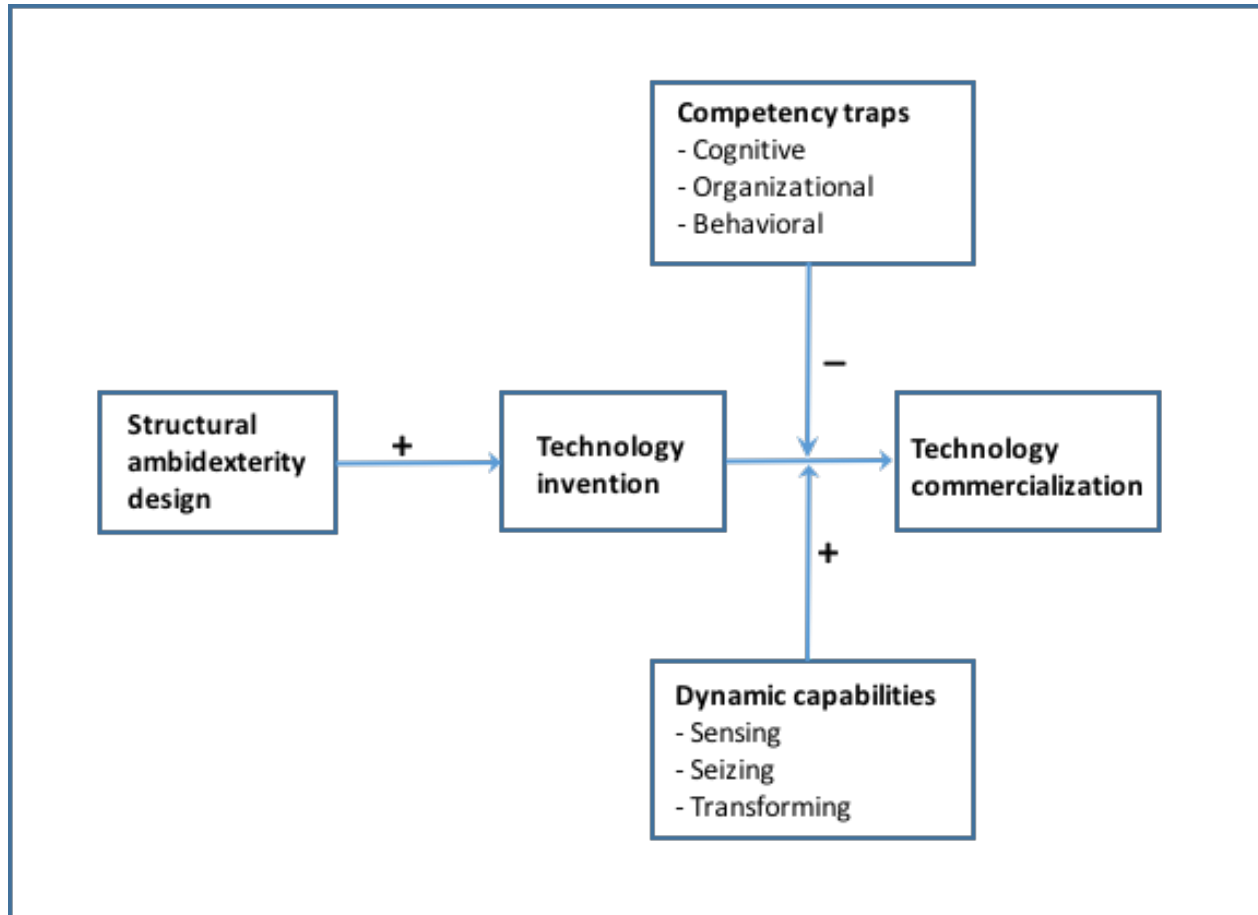 Competency traps
- Cognitive
- Organizational
- Behavioral
–
Structural
ambidexterity
design
+
Technology
invention
Technology
commercialization
+
Dynamic capabilities
- Sensing
- Seizing
- Transforming